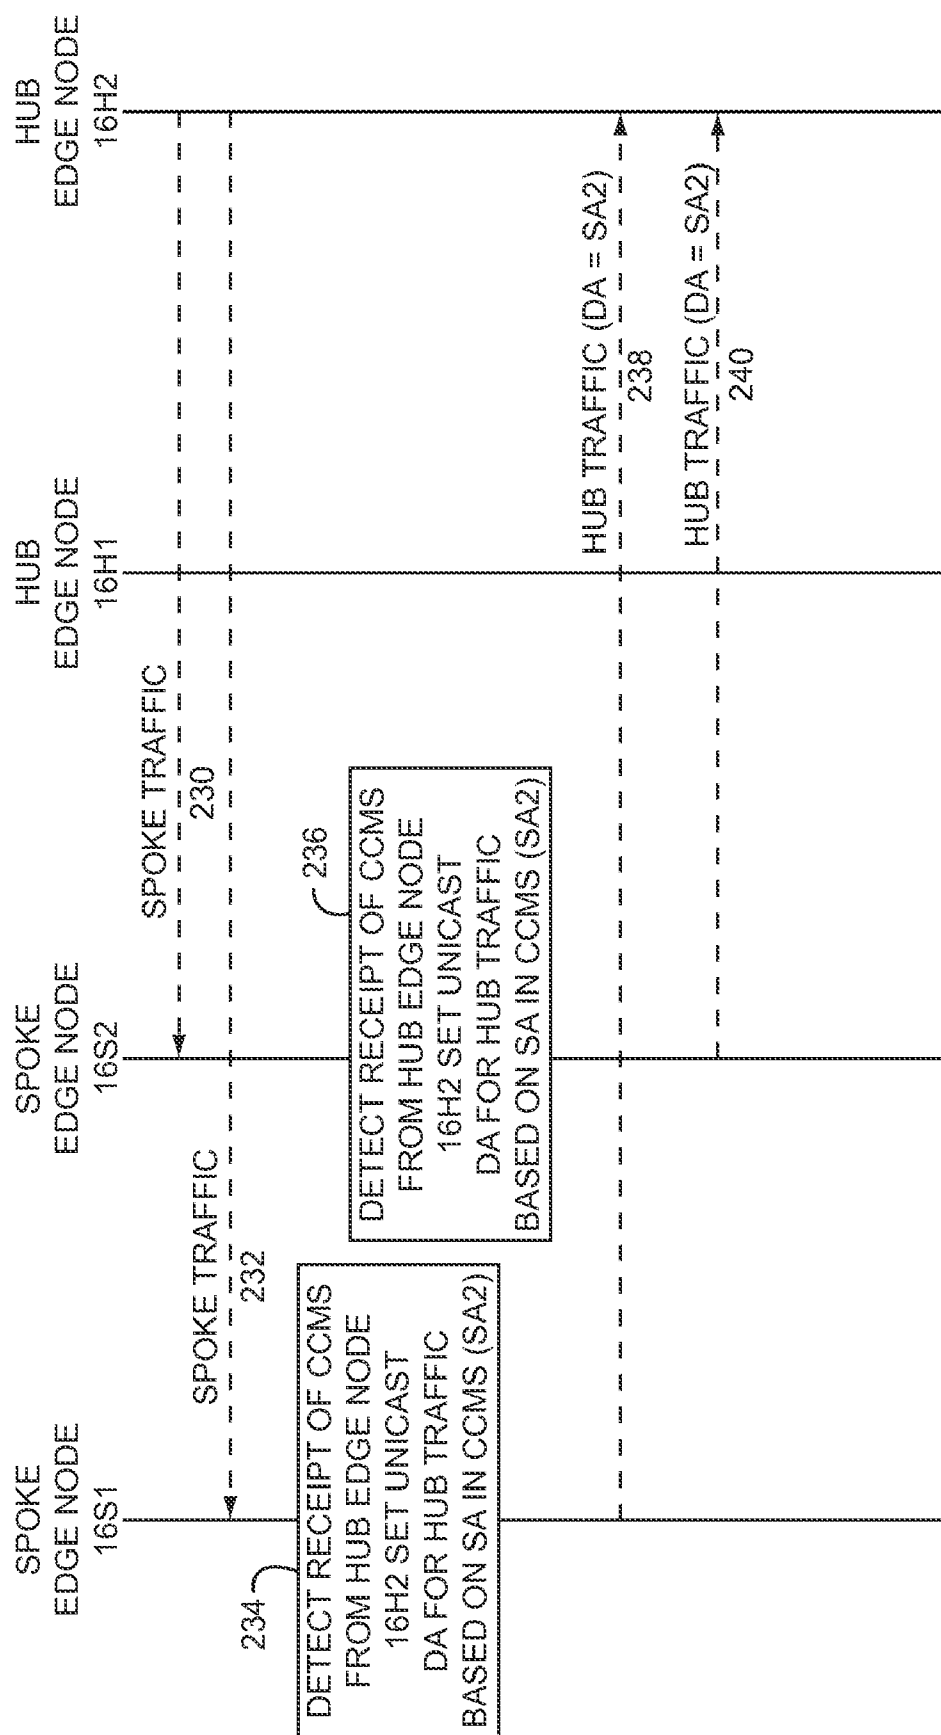 SPOKE
EDGE NODE
16S1
SPOKE
EDGE NODE
16S2
HUB
EDGE NODE
16H1
HUB
EDGE NODE
16H2
SPOKE TRAFFIC
230
SPOKE TRAFFIC
232
234
DETECT RECEIPT OF CCMS
FROM HUB EDGE NODE
16H2 SET UNICAST
DA FOR HUB TRAFFIC
BASED ON SA IN CCMS (SA2)
236
DETECT RECEIPT OF CCMS
FROM HUB EDGE NODE
16H2 SET UNICAST
DA FOR HUB TRAFFIC
BASED ON SA IN CCMS (SA2)
HUB TRAFFIC (DA = SA2)
238
HUB TRAFFIC (DA = SA2)
240